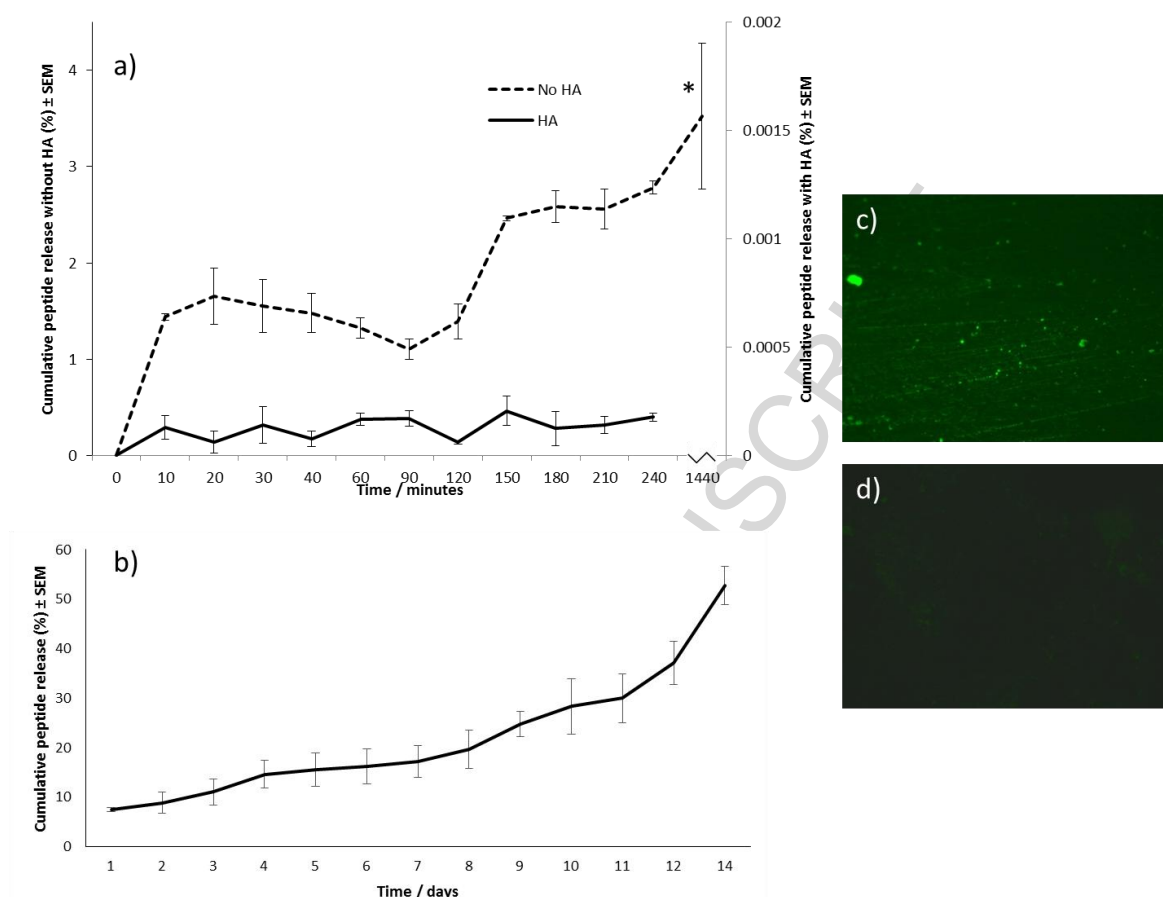 a)
Cumulative peptide release without HA (%) ± SEM
4
3
2
1
0
No HA
HA
*
0.002
0.0015
0.001
0.0005
0
Cumulative peptide release with HA (%) ± SEM
0 10 20 30 40 60 90 120 150 180 210 240 1440
Time / minutes
c)
d)
b)
Cumulative peptide release (%) ± SEM
60
50
40
30
20
10
0
1 2 3 4 5 6 7 8 9 10 11 12 14
Time / days